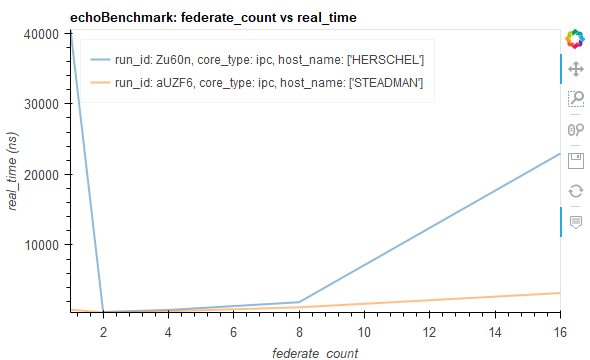 echoBenchmark: federate_count vs real_time
run_id: Zu60n, core_type: ipc, host_name: ['HERSCHEL']
run_id: aUZF6, core_type: ipc, host_name: ['STEADMAN']
real_time (ns)
40000
30000
20000
10000
2 4 6 8 10 12 14 16
federate_count